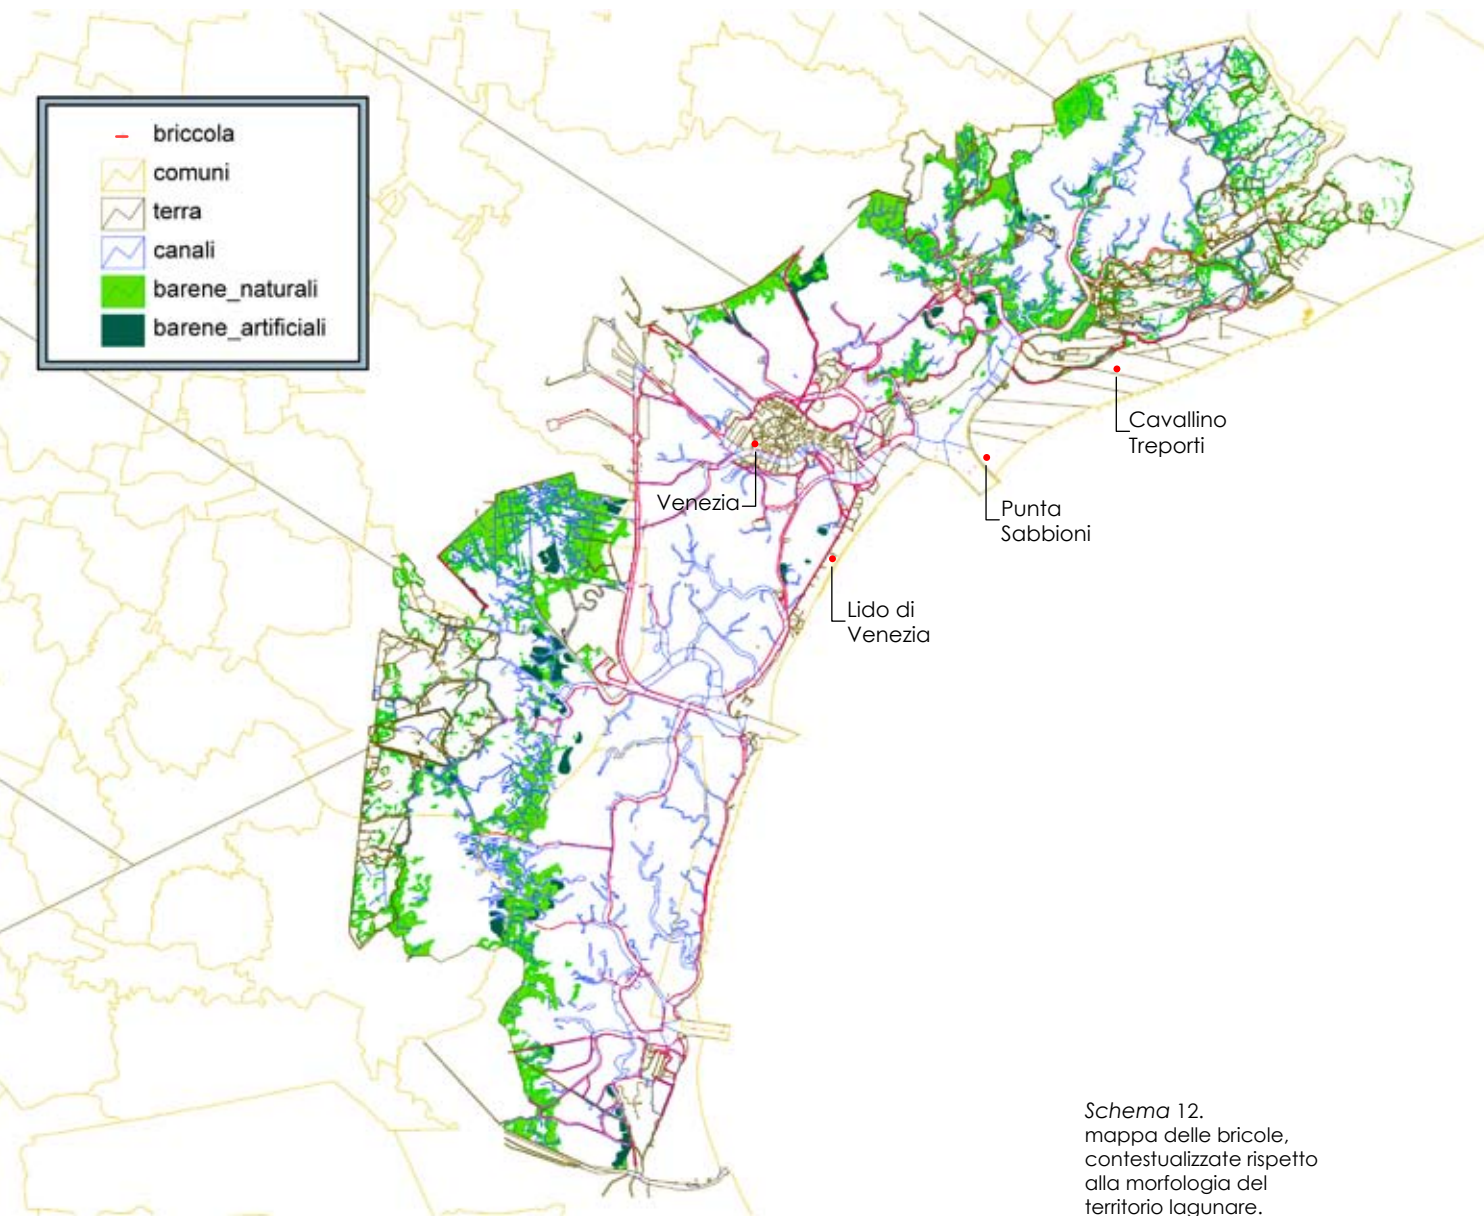 briccola
comuni
terra
canali
barene_naturali
barene_artificiali
Cavallino
Treporti
Venezia
Punta
Sabbioni
Lido di
Venezia
Schema 12.
mappa delle bricole,
contestualizzate rispetto
alla morfologia del
territorio lagunare.